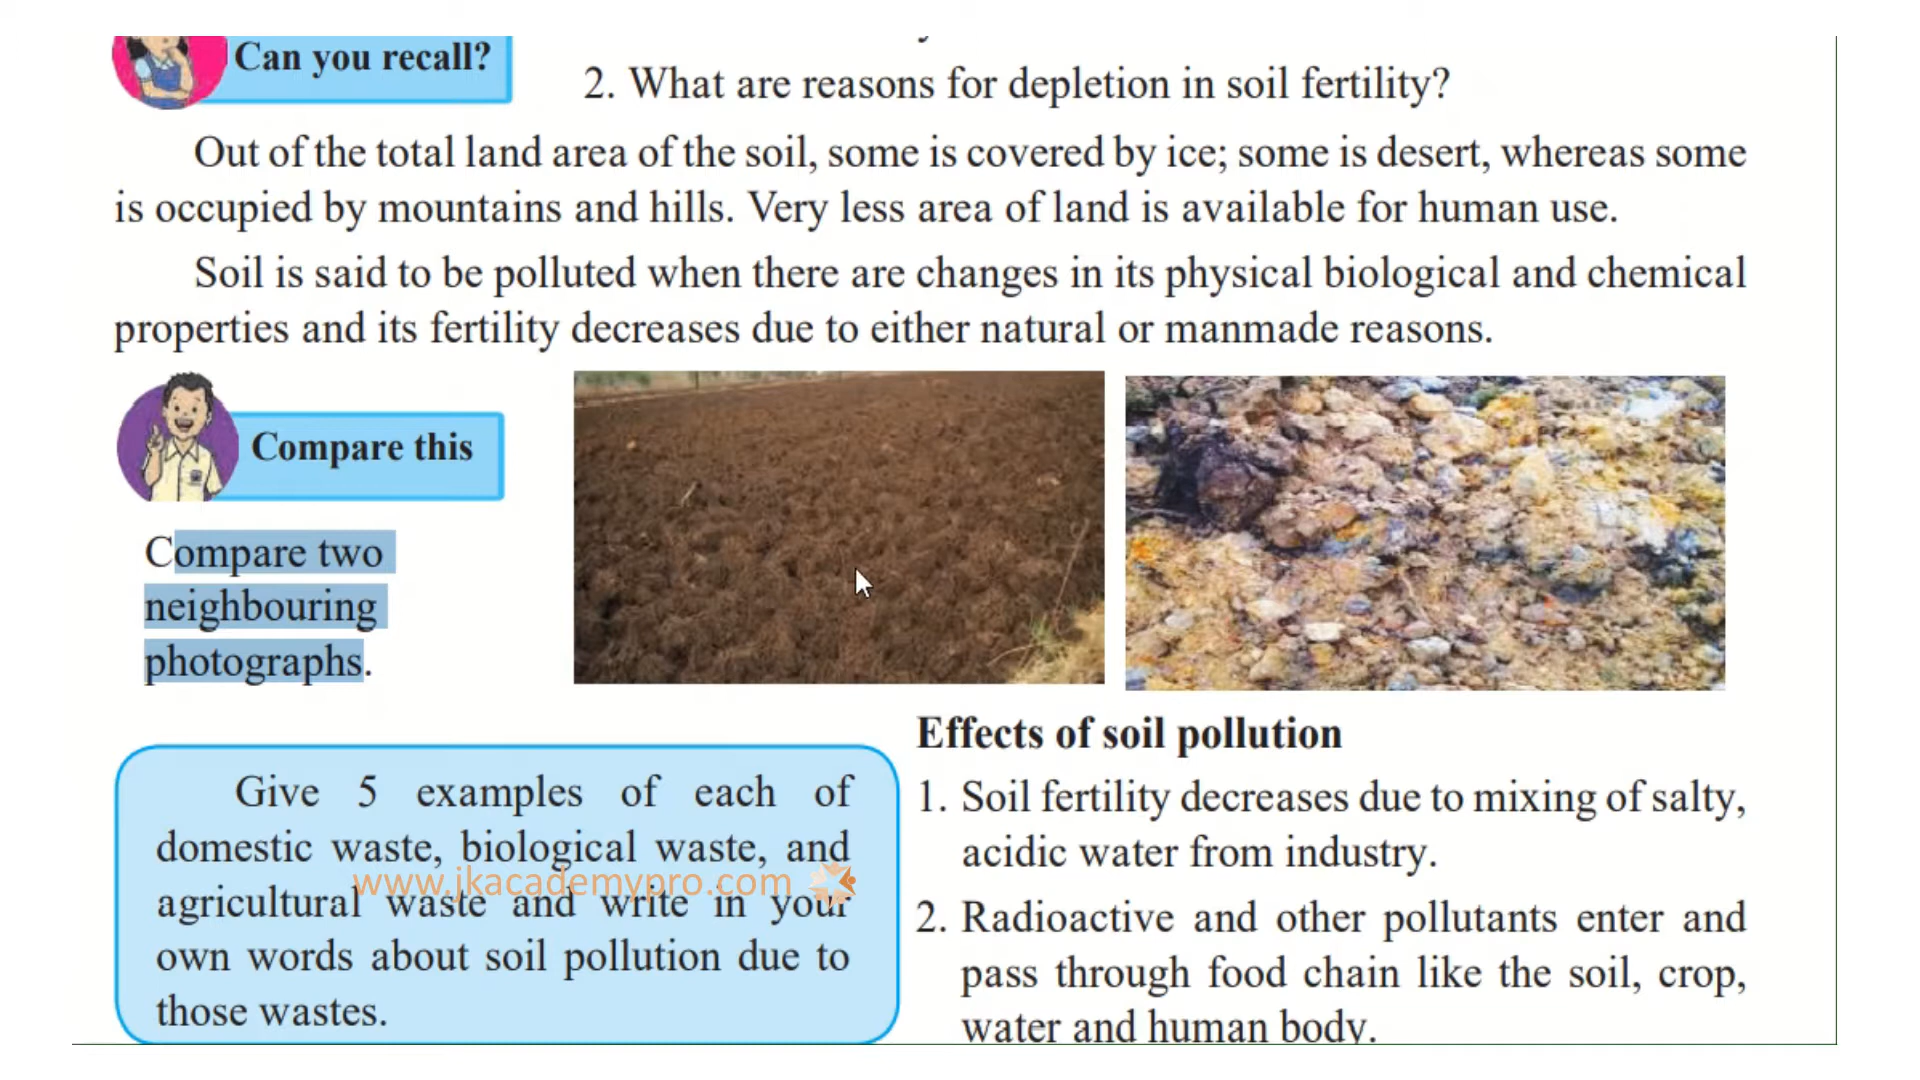 Can you recall?
2. What are reasons for depletion in soil fertility?
Out of the total land area of the soil, some is covered by ice; some is desert, whereas some
is occupied by mountains and hills. Very less area of land is available for human use.
Soil is said to be polluted when there are changes in its physical biological and chemical
properties and its fertility decreases due to either natural or manmade reasons.
Compare this
Compare two
neighbouring
photographs.
Give 5 examples of each of
domestic waste, biological waste, and
agricultural waste and write in your
own words about soil pollution due to
those wastes.
www.jkacademypro.com
Effects of soil pollution
1. Soil fertility decreases due to mixing of salty,
acidic water from industry.
2. Radioactive and other pollutants enter and
pass through food chain like the soil, crop,
water and human body.